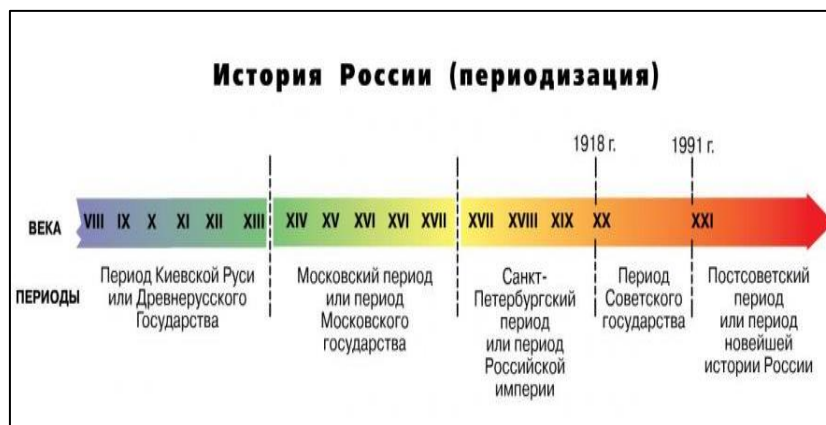 История России (периодизация)
1918 г. 1991 г.
ВЕКА VIII IX X XI XII XIII XIV XV XVI XVI XVII XVII XVIII XIX XX XXI
ПЕРИОДЫ
Период Киевской Руси
или Древнерусского
Государства
Московский период
или период
Московского
государства
Санкт-
Петербургский
период
или период
Российской
империи
Период
Советского
государства
Постсоветский
период
или период
новейшей
истории России